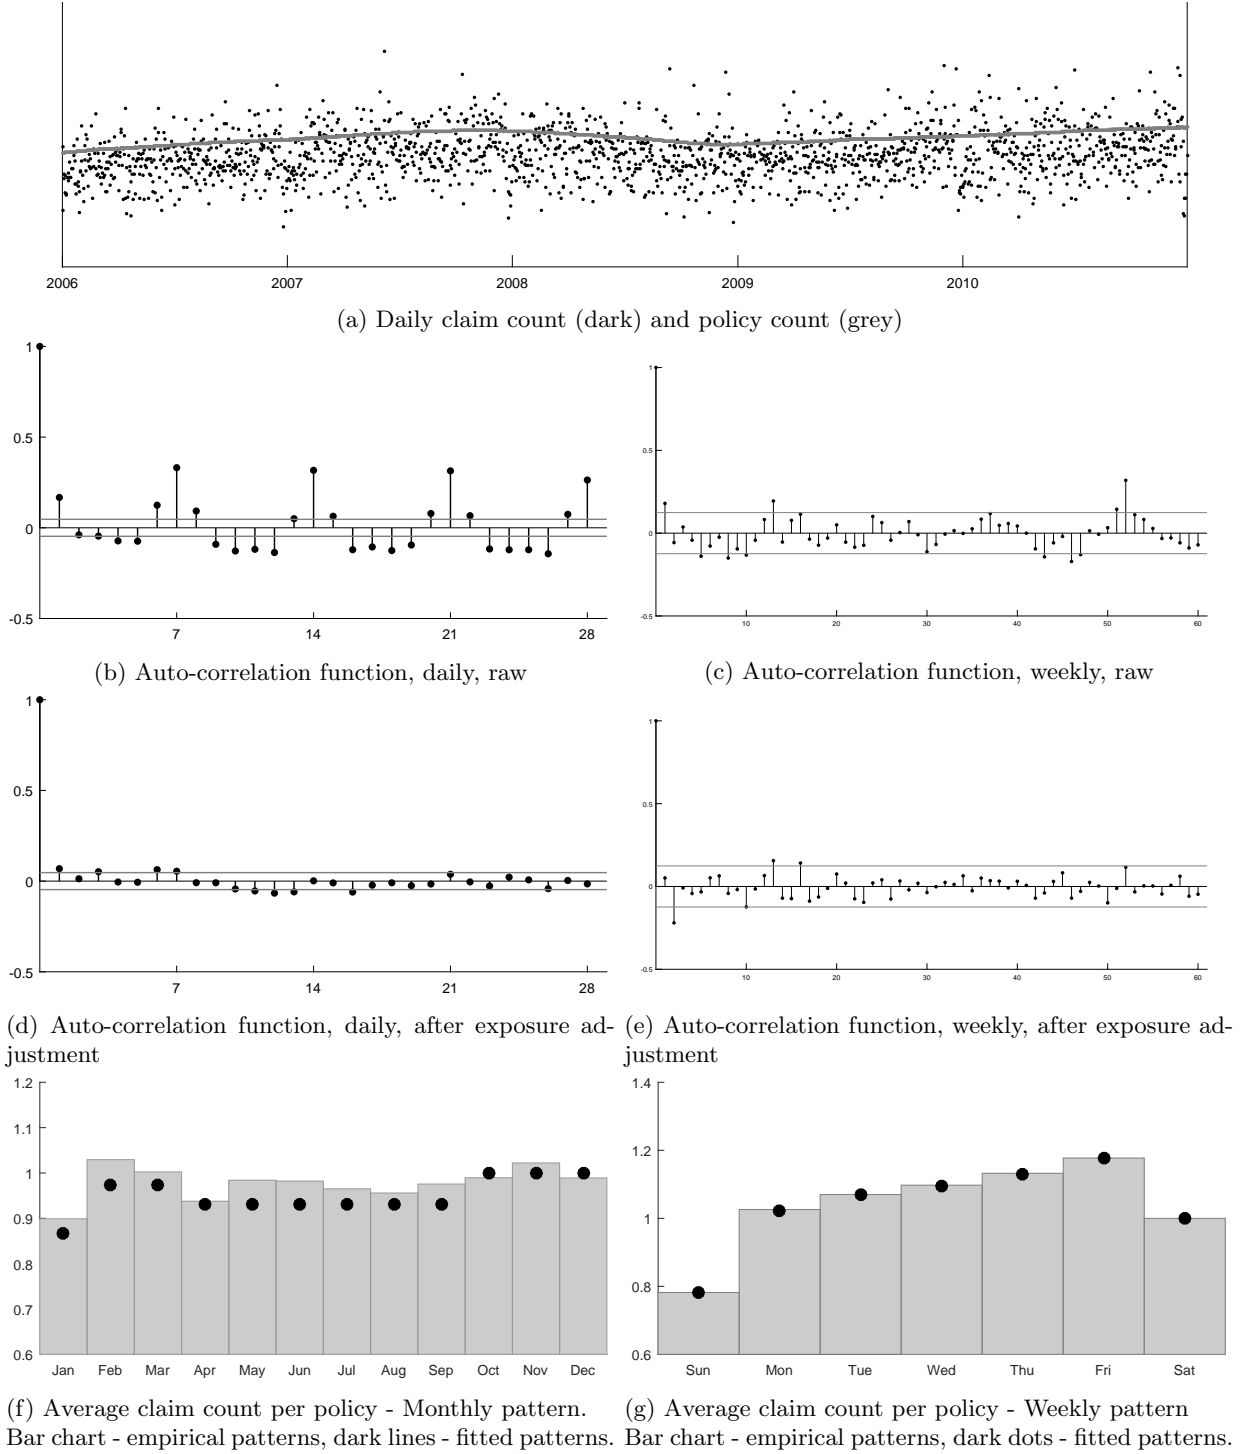 2006 2007 2008 2009 2010
(a) Daily claim count (dark) and policy count (grey)
1
0.5
0
-0.5
7 14 21 28
(b) Auto-correlation function, daily, raw
1
0.5
0
-0.5
10 20 30 40 50 60
(c) Auto-correlation function, weekly, raw
1
0.5
0
-0.5
7 14 21 28
(d) Auto-correlation function, daily, after exposure ad-
justment
1
0.5
0
-0.5
10 20 30 40 50 60
(e) Auto-correlation function, weekly, after exposure ad-
justment
1.2
1.1
1
0.9
0.8
0.7
0.6
Jan Feb Mar Apr May Jun Jul Aug Sep Oct Nov Dec
(f) Average claim count per policy - Monthly pattern.
Bar chart - empirical patterns, dark lines - fitted patterns.
1.4
1.2
1
0.8
0.6
Sun Mon Tue Wed Thu Fri Sat
(g) Average claim count per policy - Weekly pattern
Bar chart - empirical patterns, dark dots - fitted patterns.